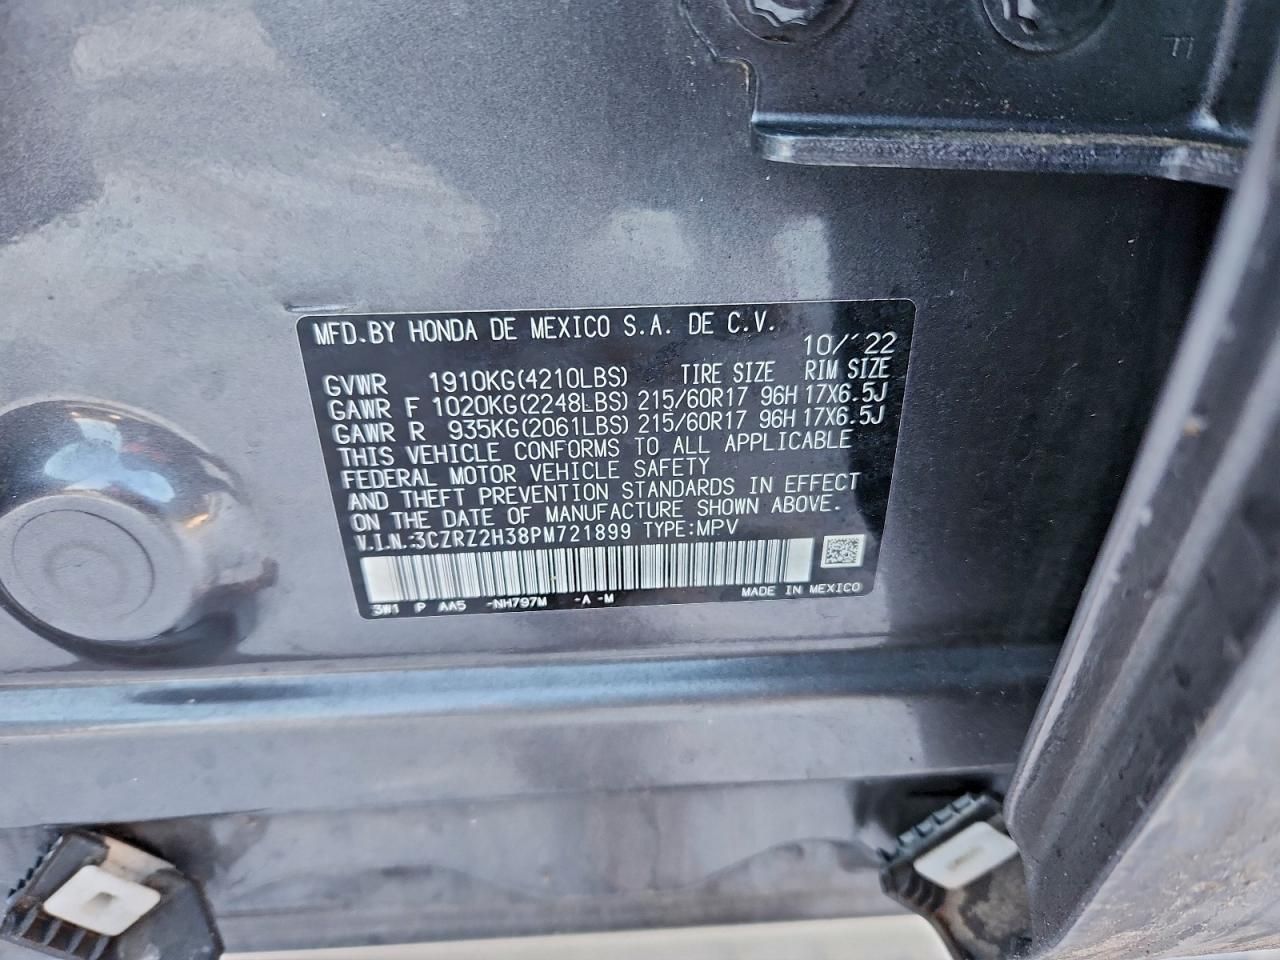 MFD.BY HONDA DE MEXICO S.A. DE C.V.
10/'22
GVWR 1910KG(4210LBS) TIRE SIZE RIM SIZE
GAWR F 1020KG(2248LBS) 215/60R17 96H 17X6.5J
GAWR R 935KG(2061LBS) 215/60R17 96H 17X6.5J
THIS VEHICLE CONFORMS TO ALL APPLICABLE
FEDERAL MOTOR VEHICLE SAFETY
AND THEFT PREVENTION STANDARDS IN EFFECT
ON THE DATE OF MANUFACTURE SHOWN ABOVE.
V.I.N.:3CZRZ2H38PM721899 TYPE:MPV
3W1 P AA5 -NH797M -A -M MADE IN MEXICO